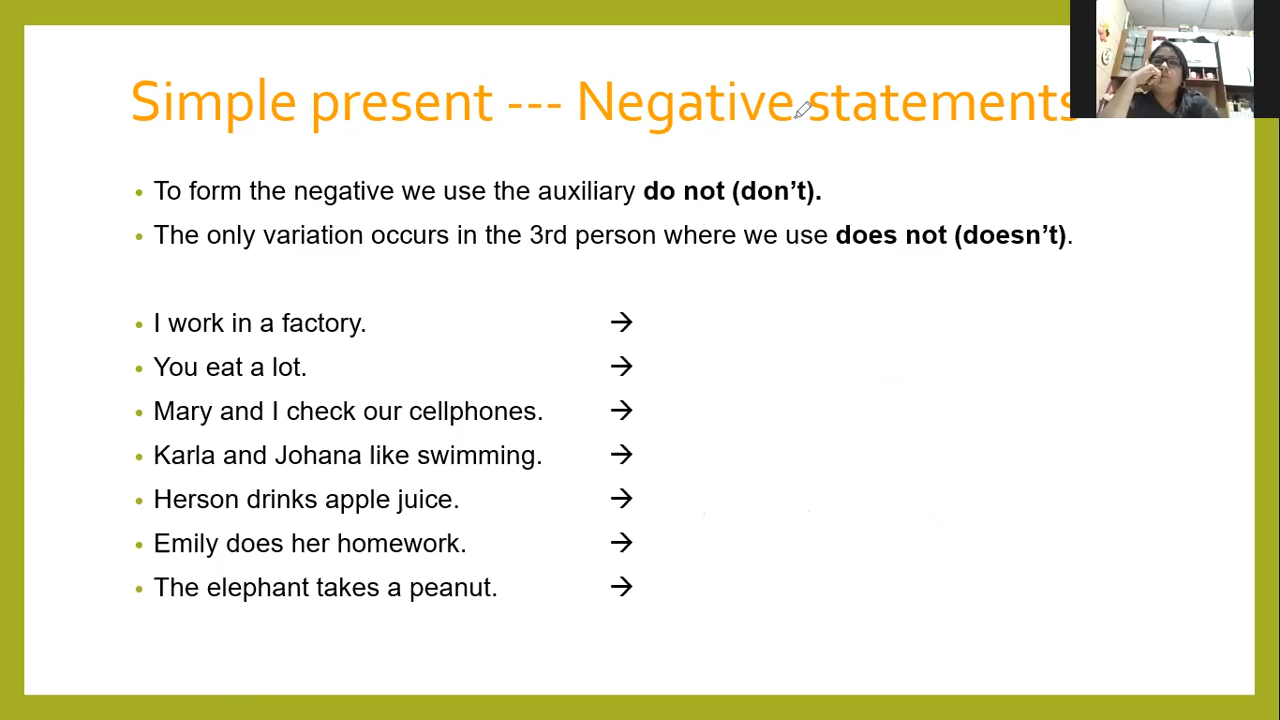 Simple present --- Negative statements
• To form the negative we use the auxiliary do not (don’t).
• The only variation occurs in the 3rd person where we use does not (doesn’t).
• I work in a factory. →
• You eat a lot. →
• Mary and I check our cellphones. →
• Karla and Johana like swimming. →
• Herson drinks apple juice. →
• Emily does her homework. →
• The elephant takes a peanut. →